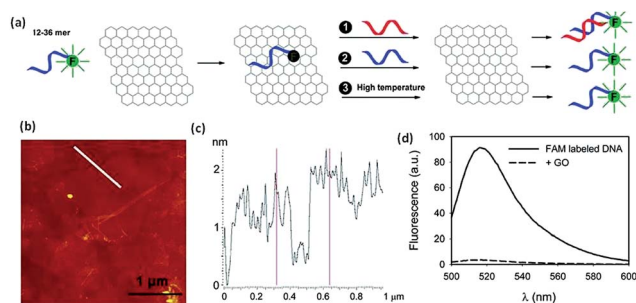 (a)
12-36 mer
F
F
1
2
3 High temperature
F
F
F
(b)
1 μm
(c)
nm
2
1
0
0 0.2 0.4 0.6 0.8 1 μm
(d)
Fluorescence (a.u.)
100
80
60
40
20
0
FAM labeled DNA
+ GO
500 520 540 560 580 600
λ (nm)